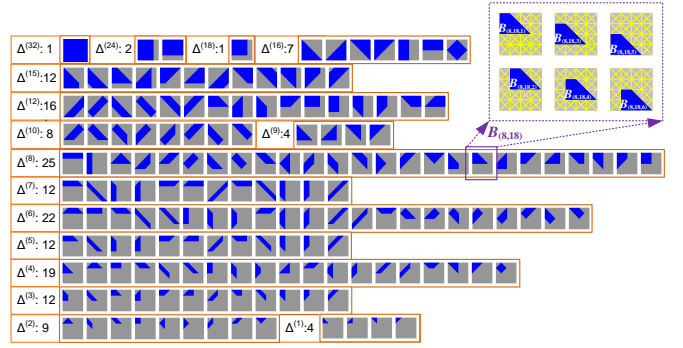 Δ(32): 1 Δ(24): 2 Δ(18):1 Δ(16):7
Δ(15):12
Δ(12):16
Δ(10): 8 Δ(9):4
Δ(8): 25
Δ(7): 12
Δ(6): 22
Δ(5): 12
Δ(4): 19
Δ(3): 12
Δ(2): 9 Δ(1):4
B(8,18,1) B(8,18,3) B(8,18,5)
B(8,18,2) B(8,18,4) B(8,18,6)
B(8,18)